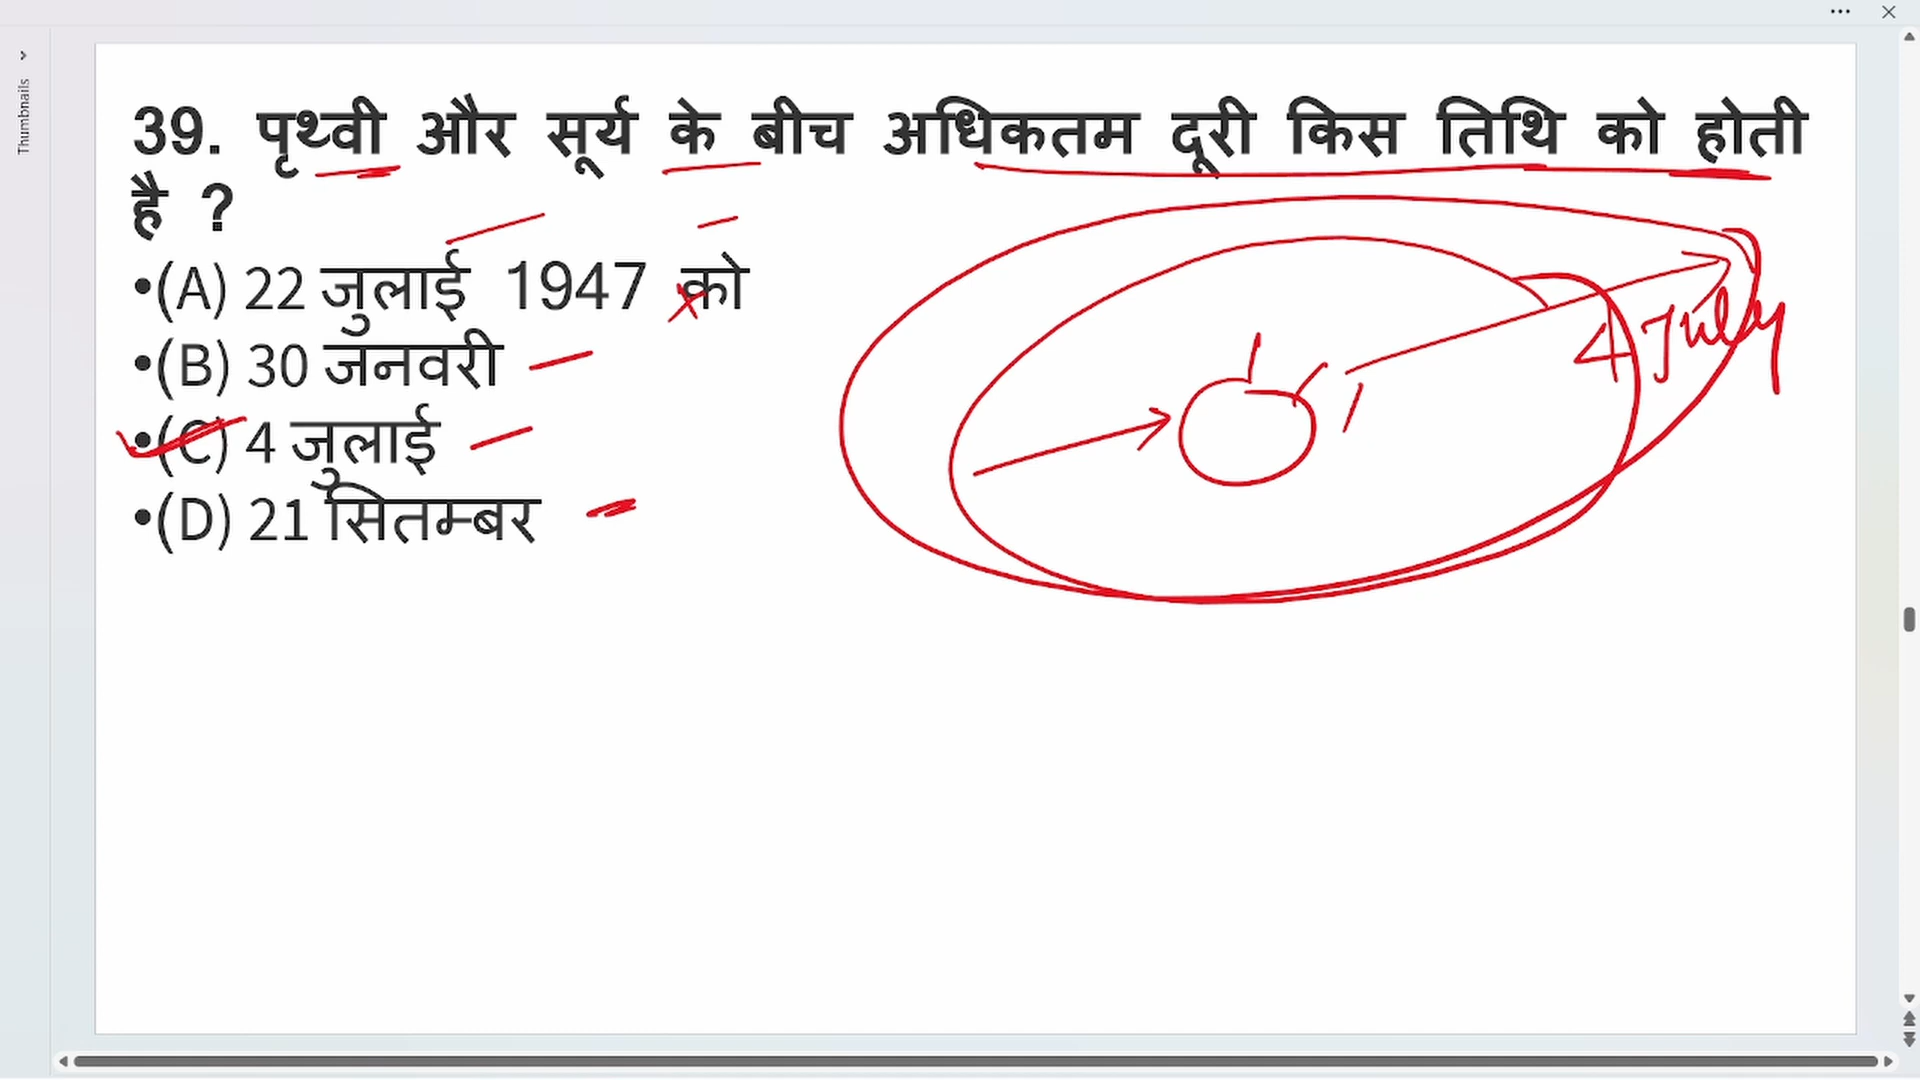 Thumbnails
39. पृथ्वी और सूर्य के बीच अधिकतम दूरी किस तिथि को होती
है ?
•(A) 22 जुलाई 1947 को
•(B) 30 जनवरी
•(C) 4 जुलाई
•(D) 21 सितम्बर
4 July